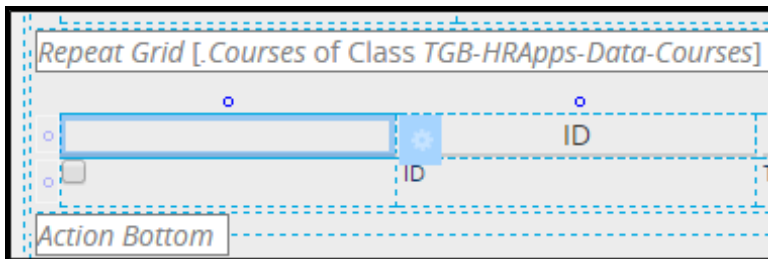 Repeat Grid [.Courses of Class TGB-HRApps-Data-Courses]
ID
ID
Action Bottom